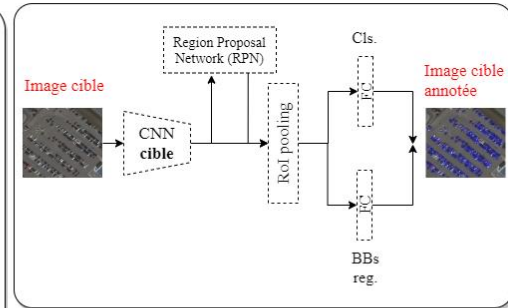 Region Proposal
Network (RPN)
Cls.
Image cible
Image cible
annotée
CNN
cible
RoI pooling
FC
FC
BBs
reg.